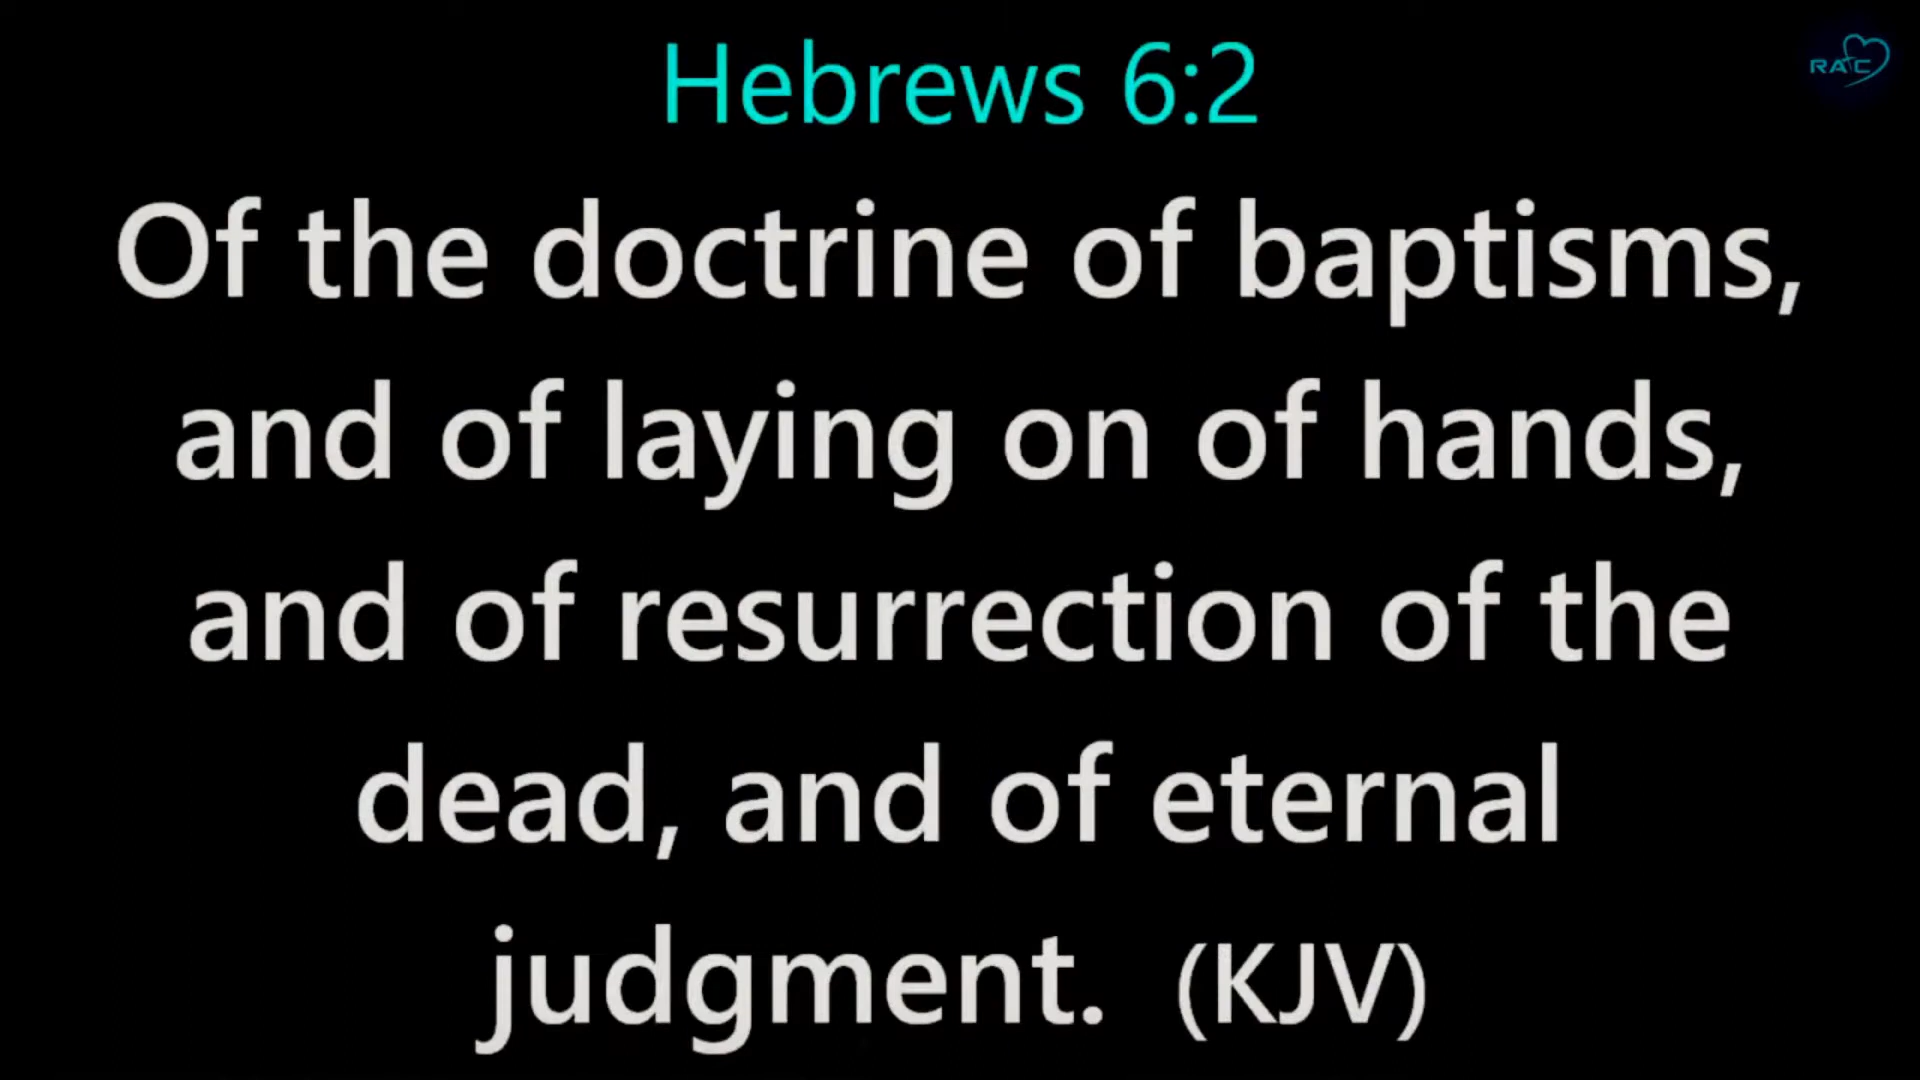 Hebrews 6:2
RATC
Of the doctrine of baptisms,
and of laying on of hands,
and of resurrection of the
dead, and of eternal
judgment. (KJV)